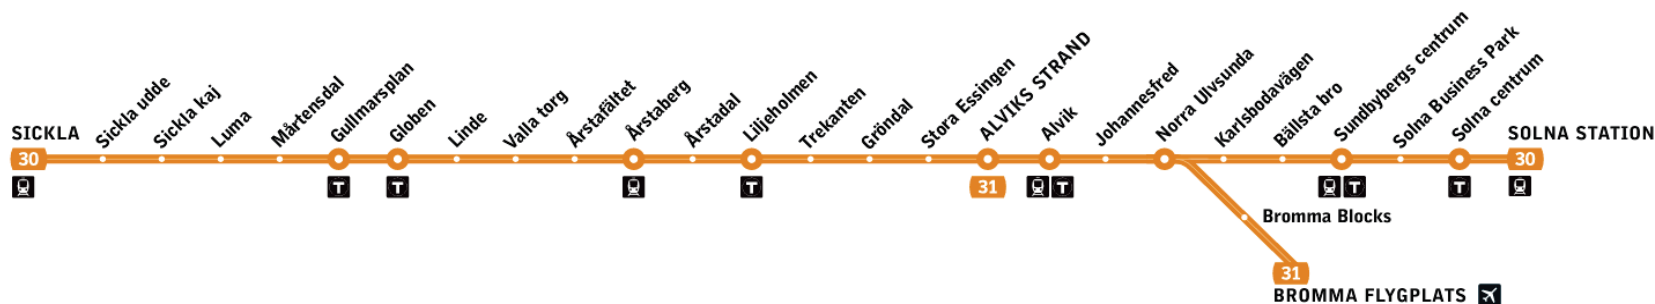 SICKLA
30
Sickla udde
Sickla kaj
Luma
Mårtensdal
Gullmarsplan
T
Globen
T
Linde
Valla torg
Årstafältet
Årstaberg
Årstadal
Liljeholmen
T
Trekanten
Gröndal
Stora Essingen
ALVIKS STRAND
31
Alvik
T
Johannesfred
Norra Ulvsunda
Karlsbodavägen
Bällsta bro
Sundbybergs centrum
T
Solna Business Park
Solna centrum
T
SOLNA STATION
30
Bromma Blocks
31
BROMMA FLYGPLATS